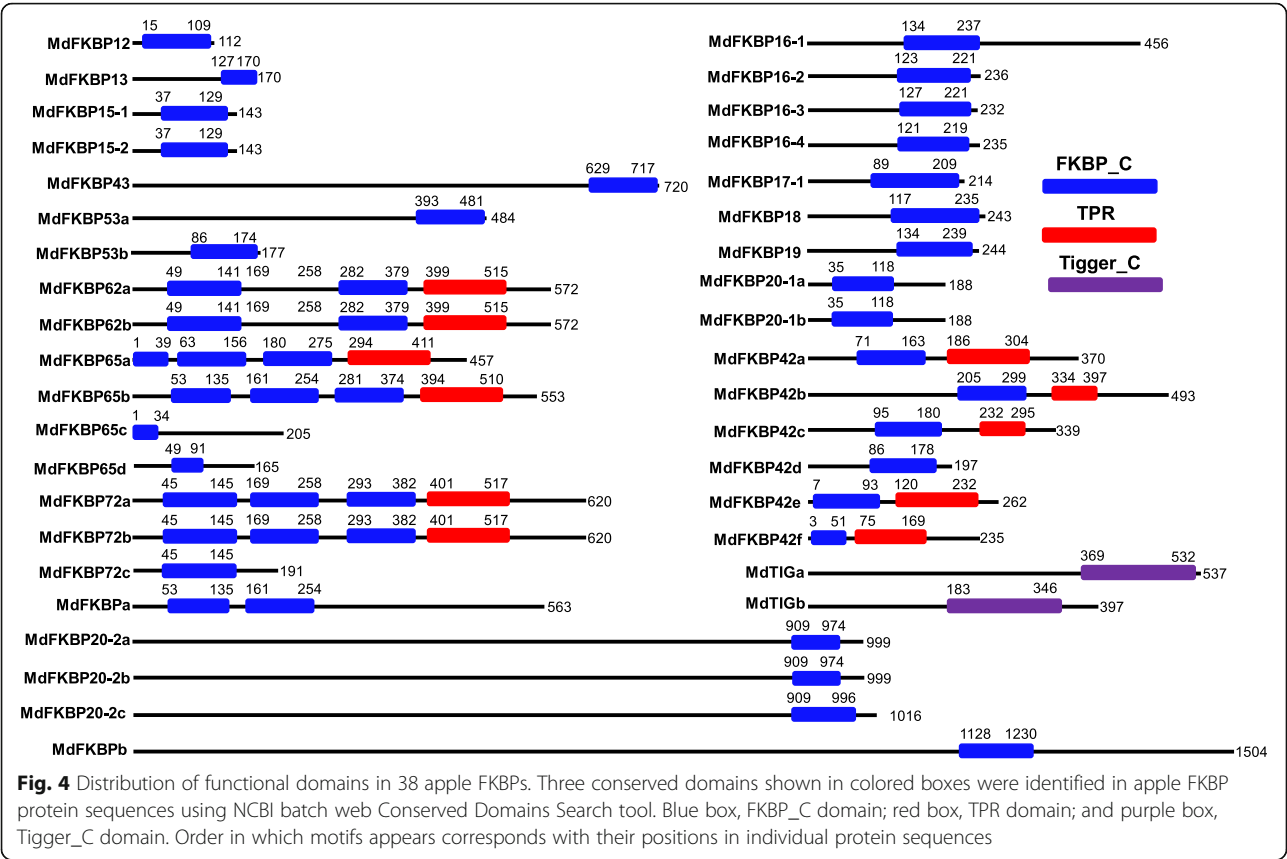 15 109
MdFKBP12 112
127 170
MdFKBP13 170
37 129
MdFKBP15-1 143
37 129
MdFKBP15-2 143
629 717
MdFKBP43 720
393 481
MdFKBP53a 484
86 174
MdFKBP53b 177
49 141 169 258 282 379 399 515
MdFKBP62a 572
49 141 169 258 282 379 399 515
MdFKBP62b 572
1 39 63 156 180 275 294 411
MdFKBP65a 457
53 135 161 254 281 374 394 510
MdFKBP65b 553
1 34
MdFKBP65c 205
49 91
MdFKBP65d 165
45 145 169 258 293 382 401 517
MdFKBP72a 620
45 145 169 258 293 382 401 517
MdFKBP72b 620
45 145
MdFKBP72c 191
53 135 161 254
MdFKBPa 563
909 974
MdFKBP20-2a 999
909 974
MdFKBP20-2b 999
909 996
MdFKBP20-2c 1016
1128 1230
MdFKBPb 1504
134 237
MdFKBP16-1 456
123 221
MdFKBP16-2 236
127 221
MdFKBP16-3 232
121 219
MdFKBP16-4 235
89 209
MdFKBP17-1 214
117 235
MdFKBP18 243
134 239
MdFKBP19 244
35 118
MdFKBP20-1a 188
35 118
MdFKBP20-1b 188
71 163 186 304
MdFKBP42a 370
205 299 334 397
MdFKBP42b 493
95 180 232 295
MdFKBP42c 339
86 178
MdFKBP42d 197
7 93 120 232
MdFKBP42e 262
3 51 75 169
MdFKBP42f 235
369 532
MdTIGa 537
183 346
MdTIGb 397
FKBP_C
TPR
Tigger_C
Fig. 4 Distribution of functional domains in 38 apple FKBPs. Three conserved domains shown in colored boxes were identified in apple FKBP
protein sequences using NCBI batch web Conserved Domains Search tool. Blue box, FKBP_C domain; red box, TPR domain; and purple box,
Tigger_C domain. Order in which motifs appears corresponds with their positions in individual protein sequences